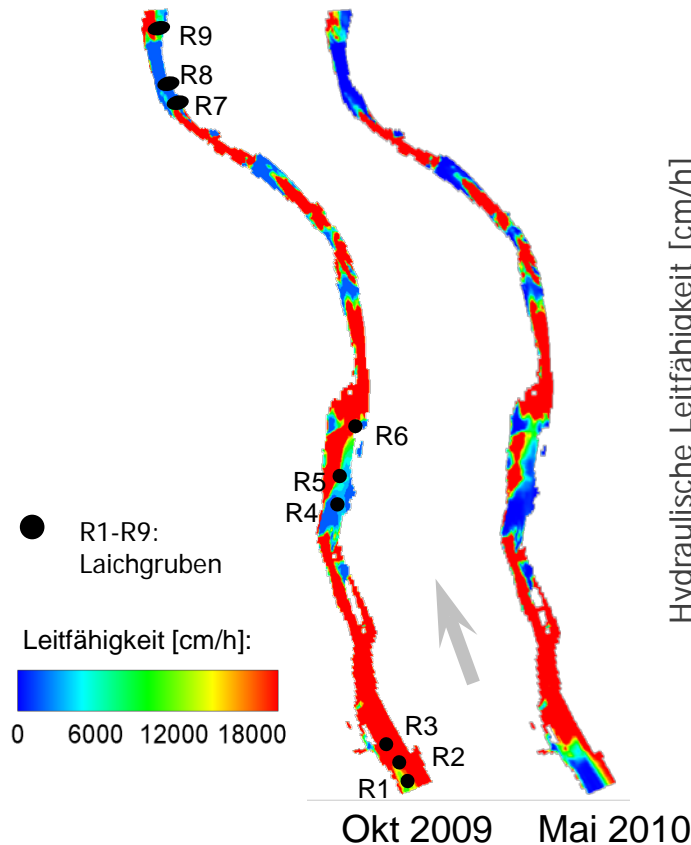 R9
R8
R7
R6
R5
R4
R1-R9:
Laichgruben
Leitfähigkeit [cm/h]:
0 6000 12000 18000
R3
R2
R1
Okt 2009
Mai 2010
Hydraulische Leitfähigkeit [cm/h]